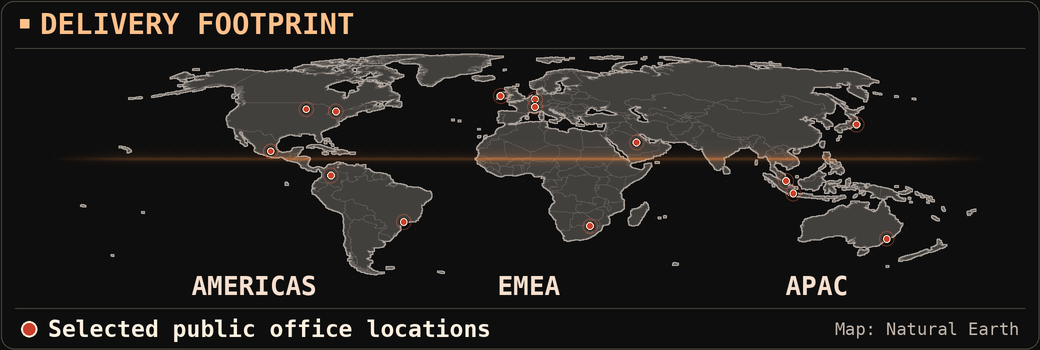 DELIVERY FOOTPRINT
AMERICAS
EMEA
APAC
Selected public office locations
Map: Natural Earth